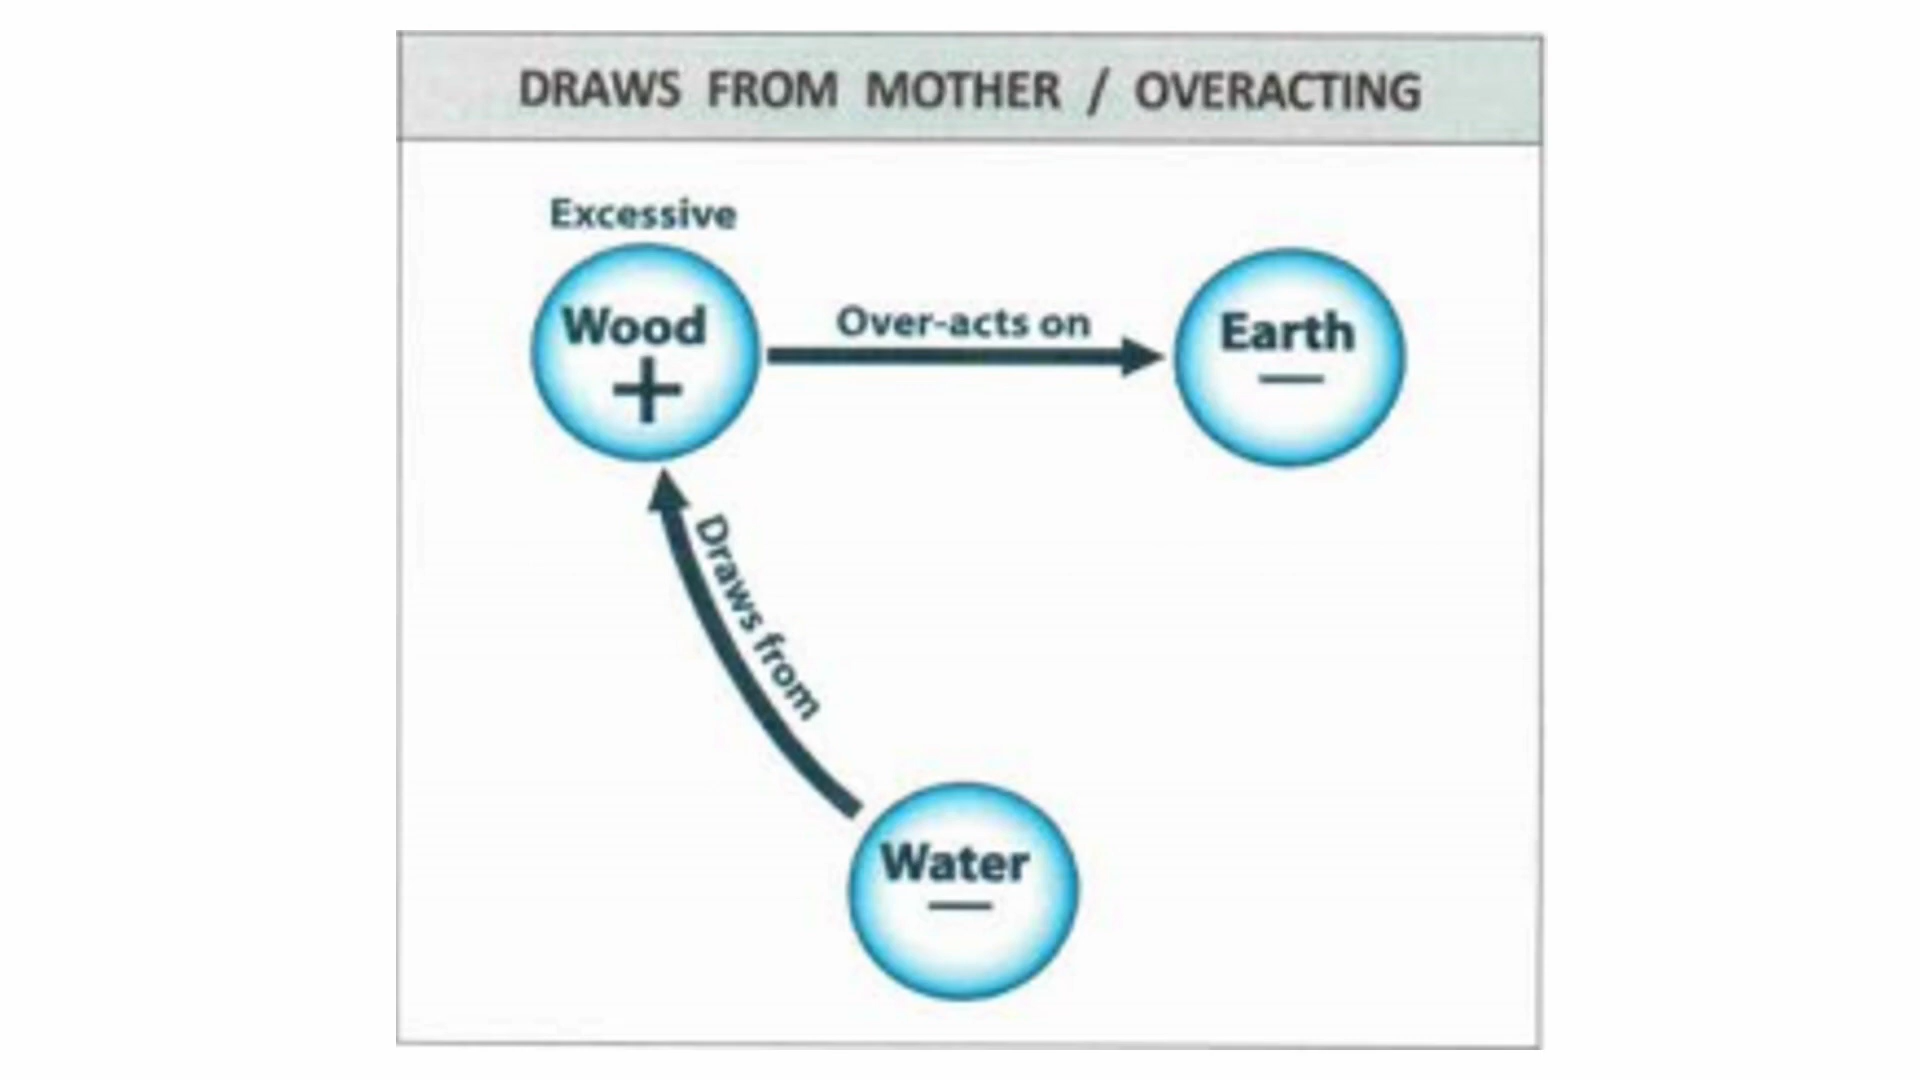 DRAWS FROM MOTHER / OVERACTING
Excessive
Wood
+
Over-acts on
Earth
—
Draws from
Water
—